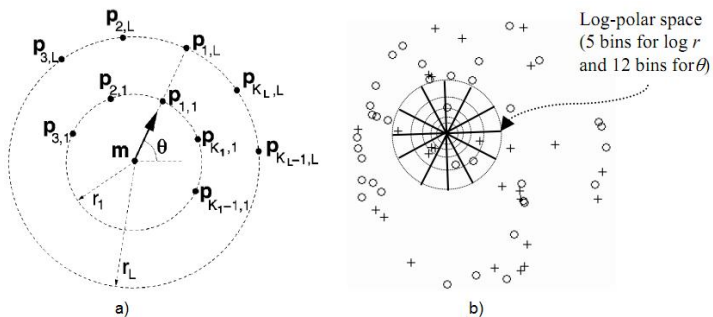 p2,L
p1,L
p3,L
pKL,L
p2,1
p1,1
p3,1
pK1,1
m
θ
pKL−1,L
pK1−1,1
r1
rL
a)
Log-polar space
(5 bins for log r
and 12 bins for θ)
b)